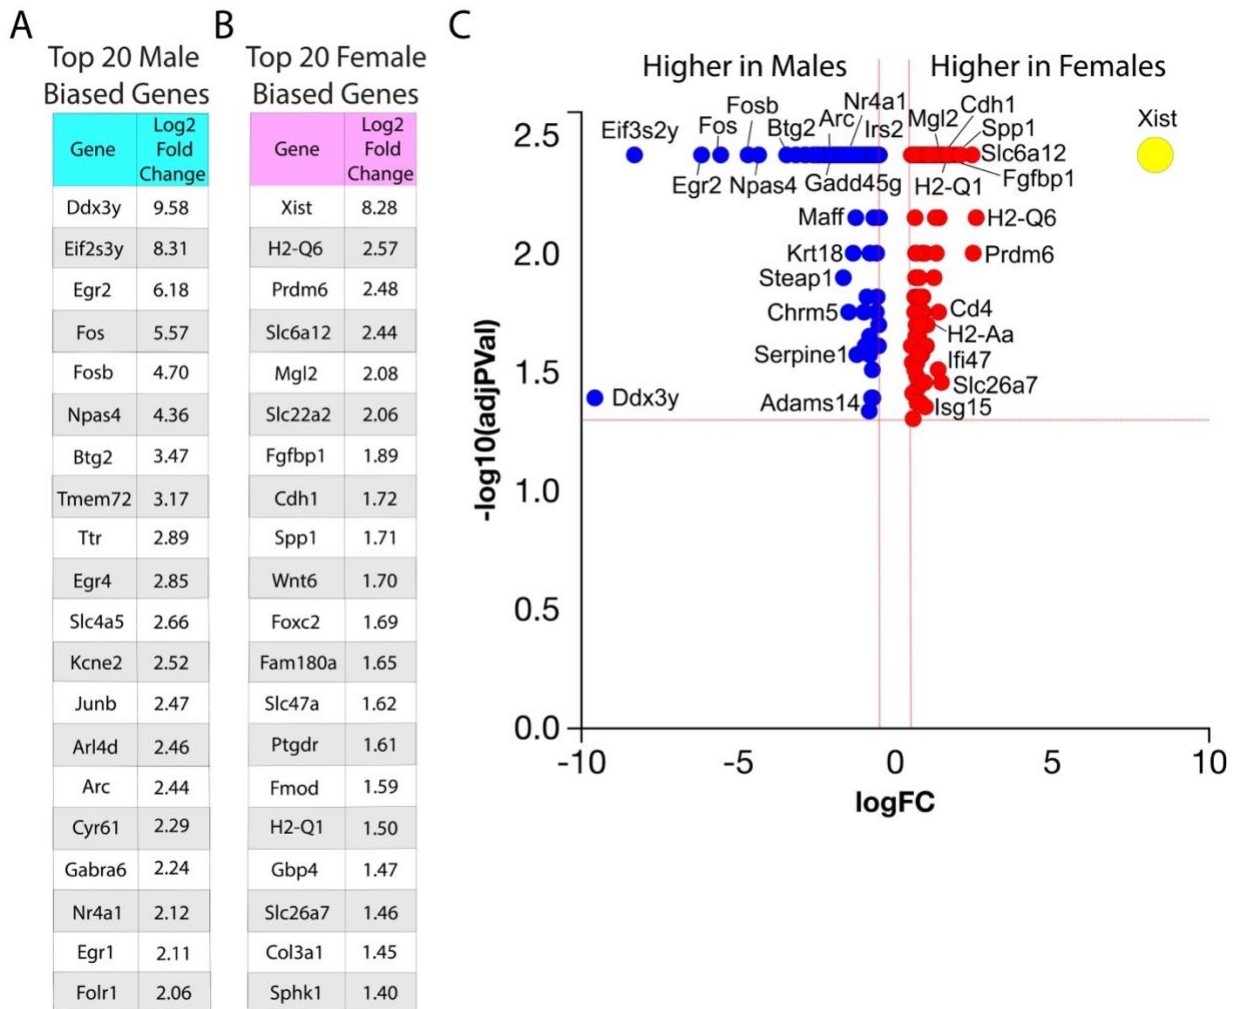 A
Top 20 Male
Biased Genes
Gene
Log2
Fold
Change
Ddx3y 9.58
Eif2s3y 8.31
Egr2 6.18
Fos 5.57
Fosb 4.70
Npas4 4.36
Btg2 3.47
Tmem72 3.17
Ttr 2.89
Egr4 2.85
Slc4a5 2.66
Kcne2 2.52
Junb 2.47
Arl4d 2.46
Arc 2.44
Cyr61 2.29
Gabra6 2.24
Nr4a1 2.12
Egr1 2.11
Folr1 2.06
B
Top 20 Female
Biased Genes
Gene
Log2
Fold
Change
Xist 8.28
H2-Q6 2.57
Prdm6 2.48
Slc6a12 2.44
Mgl2 2.08
Slc22a2 2.06
Fgfbp1 1.89
Cdh1 1.72
Spp1 1.71
Wnt6 1.70
Foxc2 1.69
Fam180a 1.65
Slc47a 1.62
Ptgdr 1.61
Fmod 1.59
H2-Q1 1.50
Gbp4 1.47
Slc26a7 1.46
Col3a1 1.45
Sphk1 1.40
C
Higher in Males
Higher in Females
Eif3s2y
Fos
Fosb
Btg2
Arc
Nr4a1
Irs2
Mgl2
Cdh1
Spp1
Slc6a12
Fgfbp1
Xist
Egr2
Npas4
Gadd45g
H2-Q1
Maff
H2-Q6
Krt18
Prdm6
Steap1
Chrm5
Cd4
H2-Aa
Serpine1
Ifi47
Slc26a7
Ddx3y
Adams14
Isg15
-log10(adjPVal)
2.5
2.0
1.5
1.0
0.5
0.0
-10 -5 0 5 10
logFC